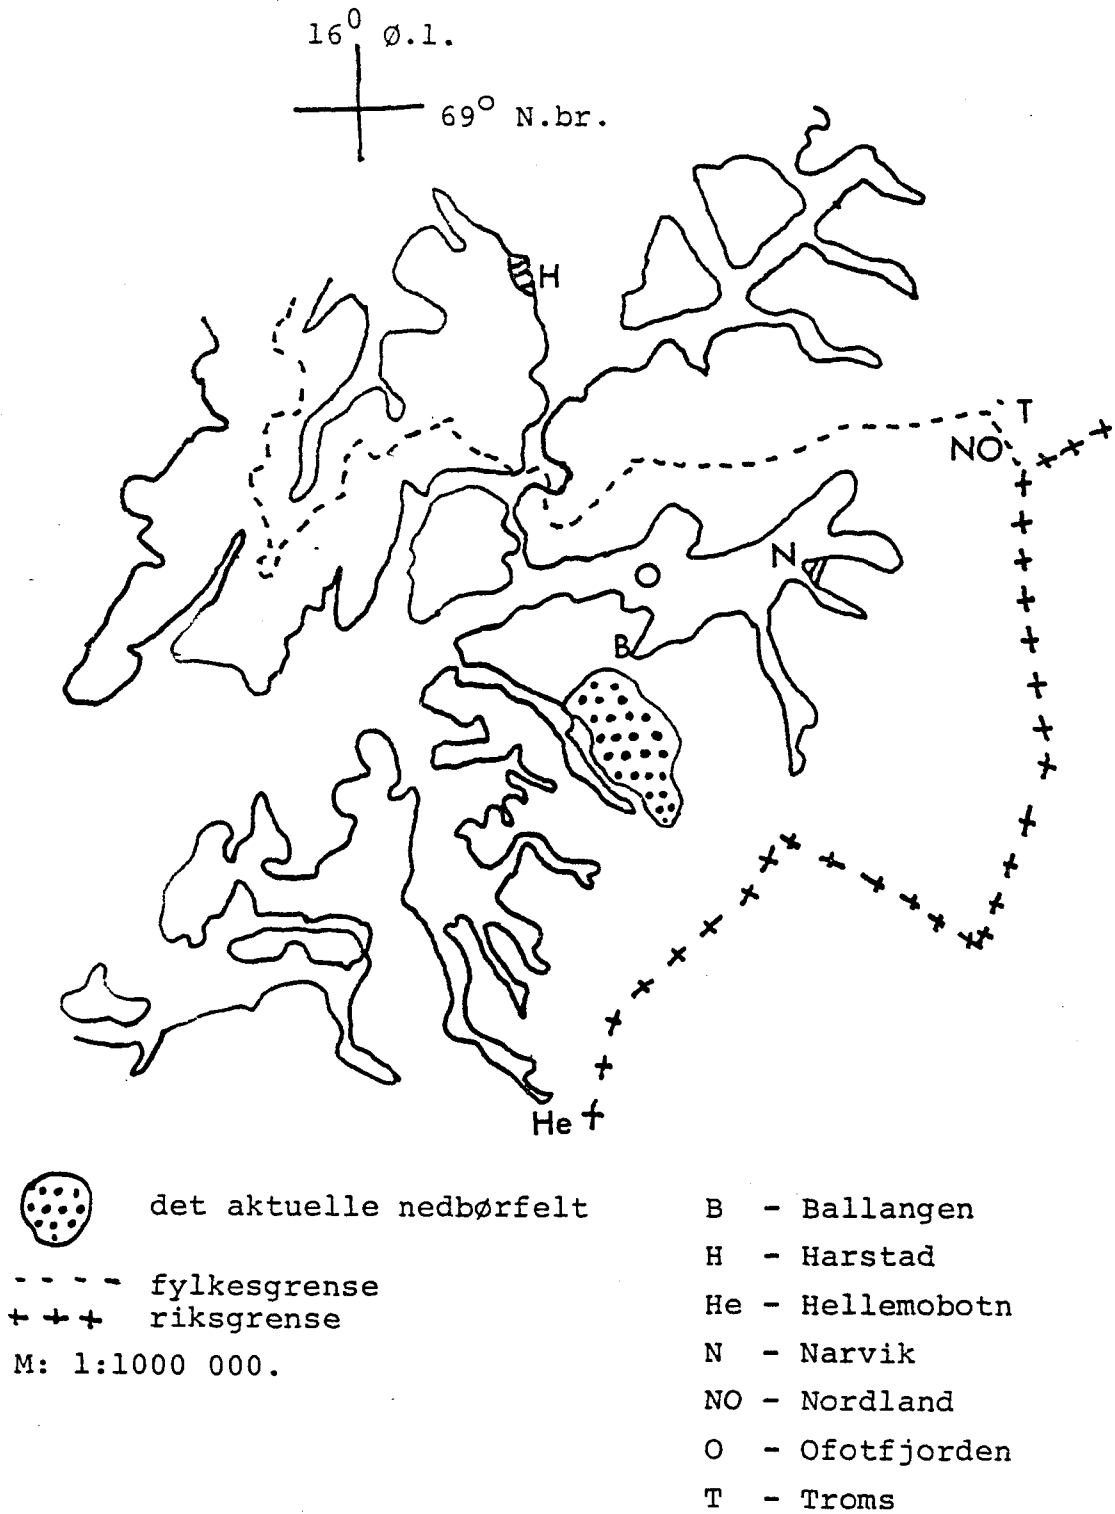 16° Ø.l.
69° N.br.
H
T
NO
N
O
B
He
det aktuelle nedbørfelt
fylkesgrense
riksgrense
M: 1:1000 000.
B - Ballangen
H - Harstad
He - Hellemobotn
N - Narvik
NO - Nordland
O - Ofotfjorden
T - Troms